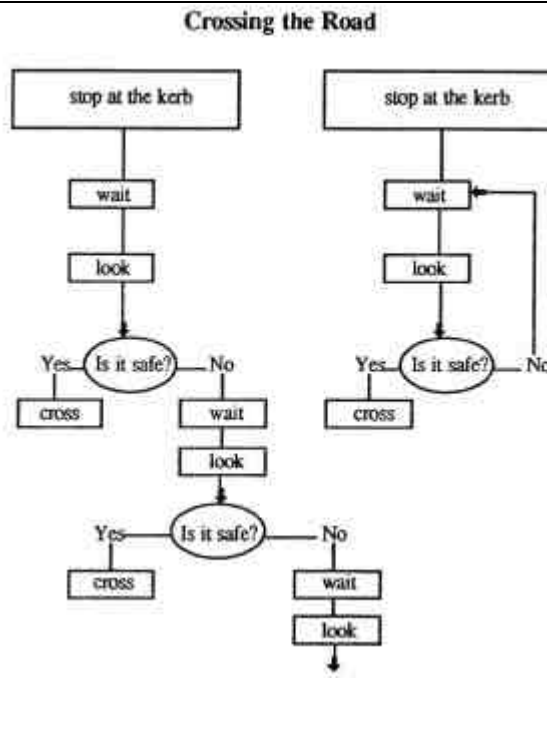 Crossing the Road
stop at the kerb
wait
look
Is it safe?
Yes
No
cross
wait
look
Is it safe?
Yes
No
cross
wait
look
stop at the kerb
wait
look
Is it safe?
Yes
No
cross